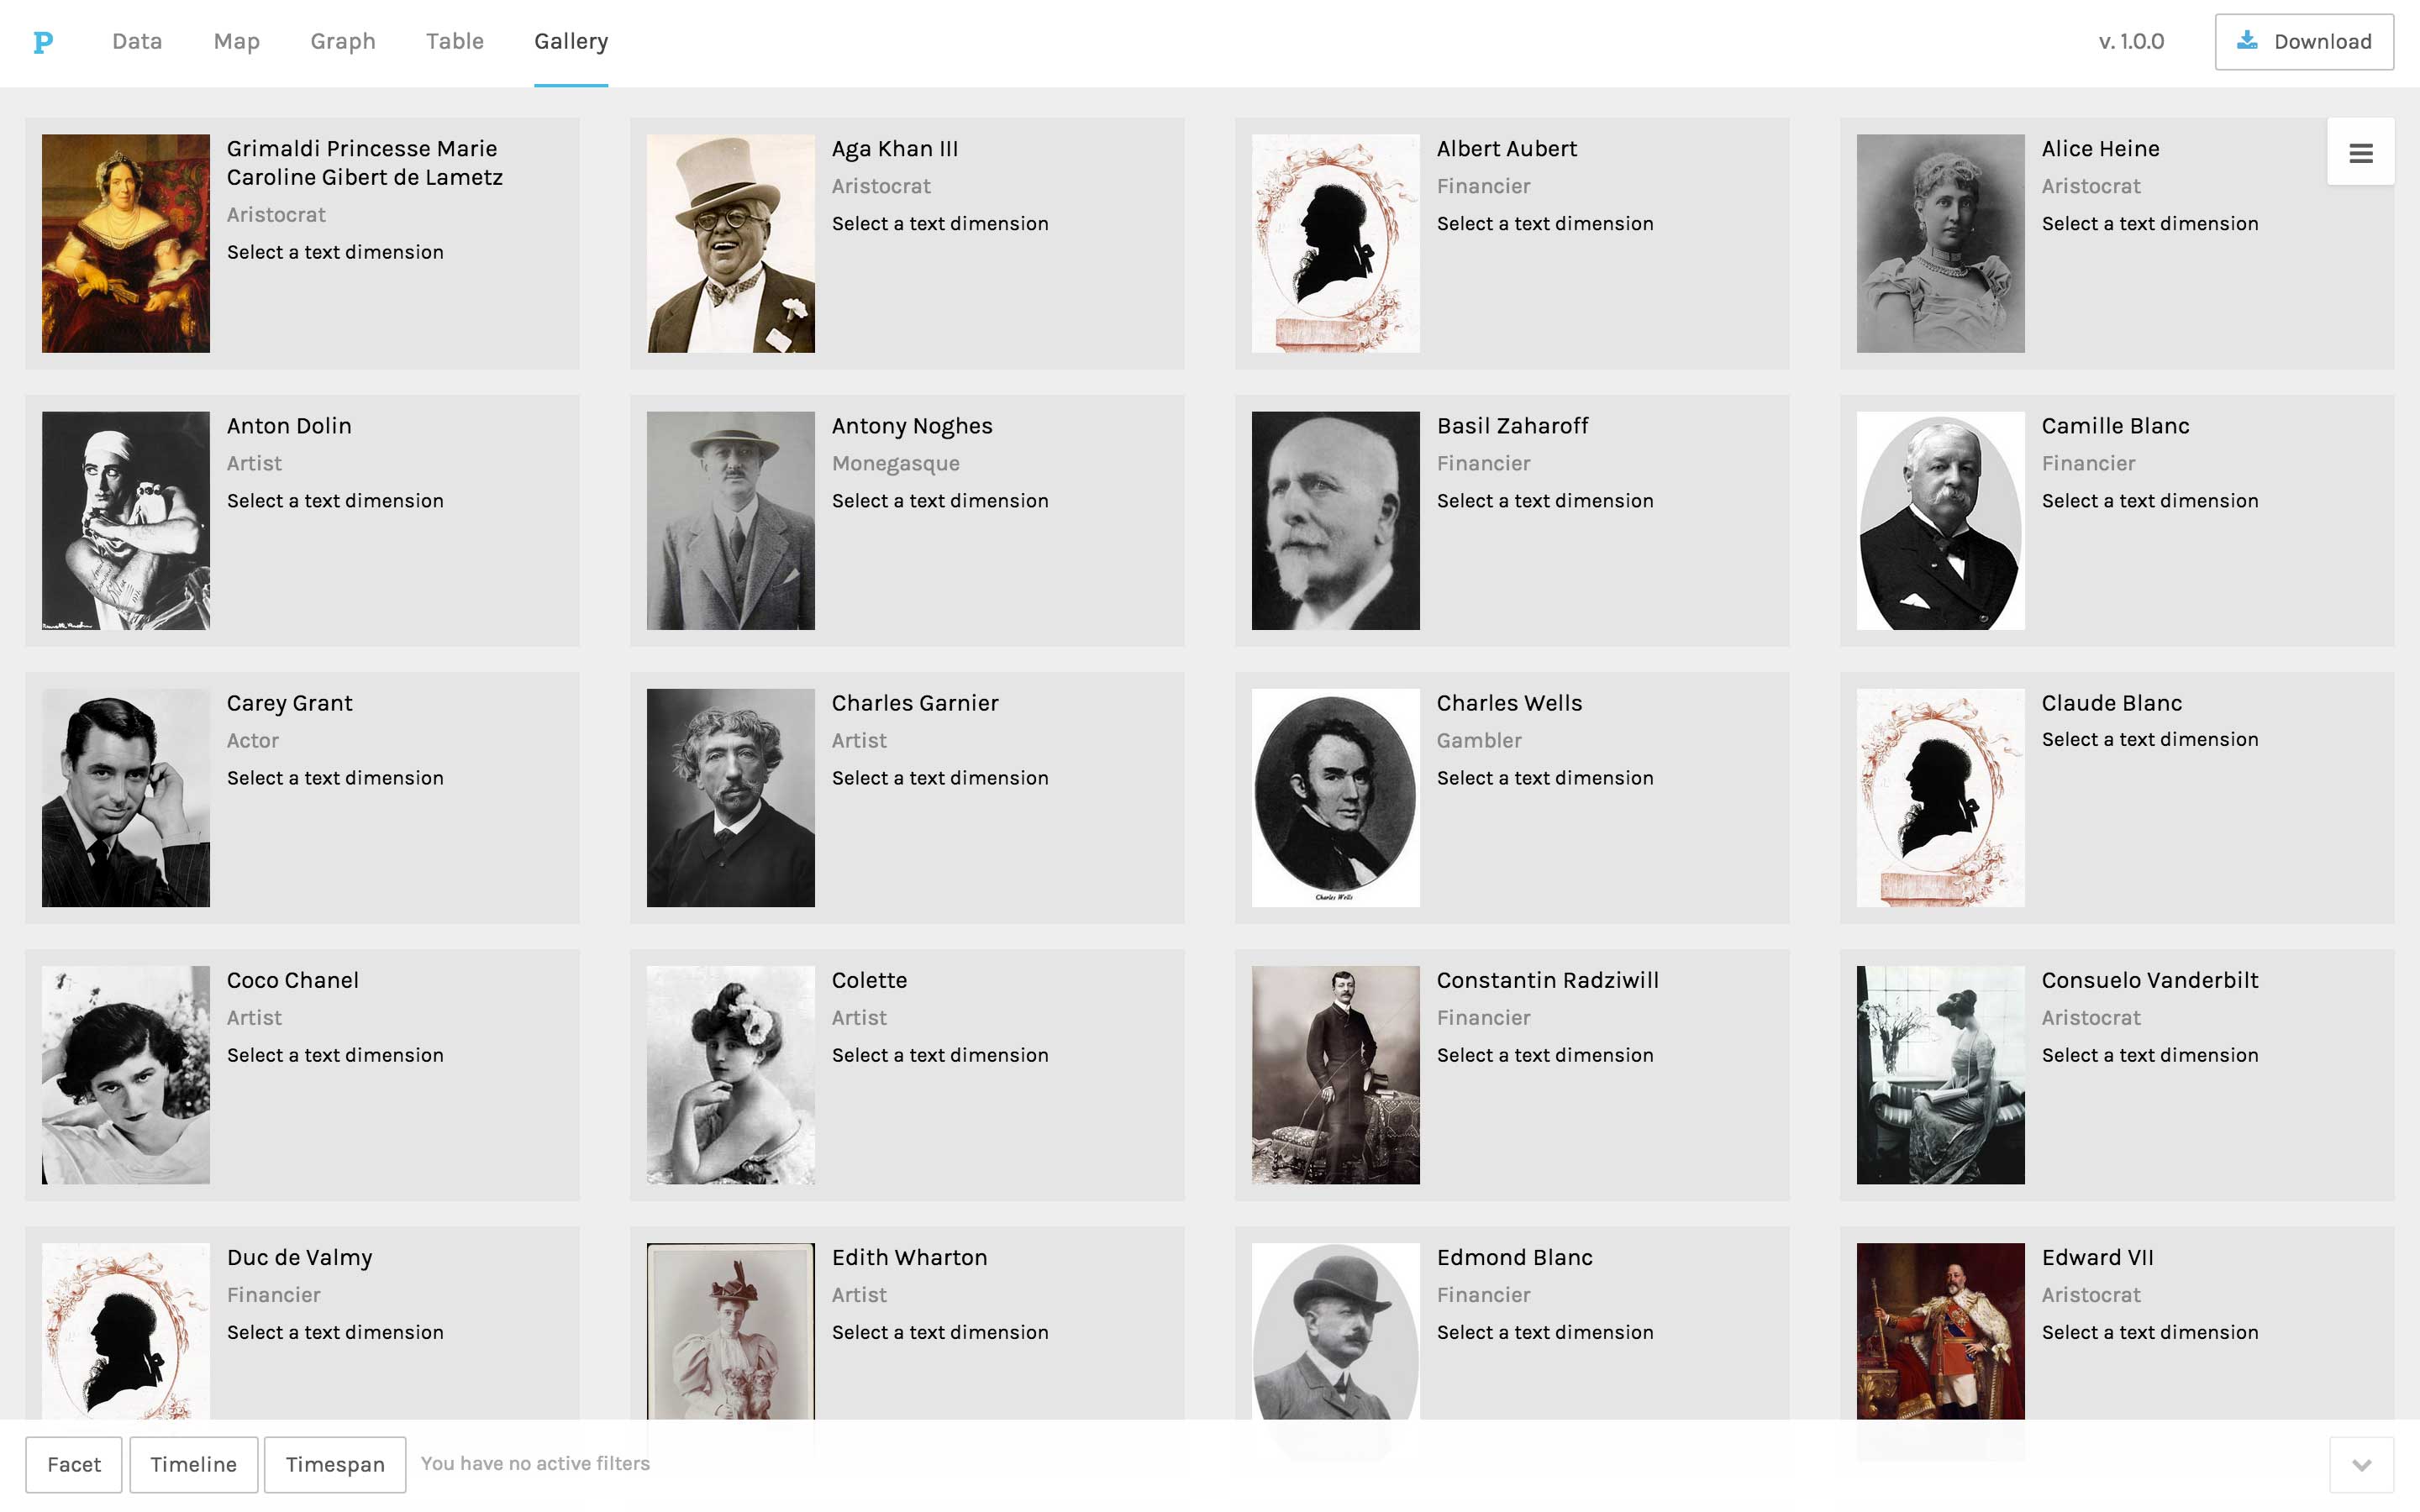 P Data Map Graph Table Gallery v. 1.0.0 Download
Grimaldi Princesse Marie
Caroline Gibert de Lametz
Aristocrat
Select a text dimension
Aga Khan III
Aristocrat
Select a text dimension
Albert Aubert
Financier
Select a text dimension
Alice Heine
Aristocrat
Select a text dimension
Anton Dolin
Artist
Select a text dimension
Antony Noghes
Monegasque
Select a text dimension
Basil Zaharoff
Financier
Select a text dimension
Camille Blanc
Financier
Select a text dimension
Carey Grant
Actor
Select a text dimension
Charles Garnier
Artist
Select a text dimension
Charles Wells
Charles Wells
Gambler
Select a text dimension
Claude Blanc
Select a text dimension
Coco Chanel
Artist
Select a text dimension
Colette
Artist
Select a text dimension
Constantin Radziwill
Financier
Select a text dimension
Consuelo Vanderbilt
Aristocrat
Select a text dimension
Duc de Valmy
Financier
Select a text dimension
Edith Wharton
Artist
Select a text dimension
Edmond Blanc
Financier
Select a text dimension
Edward VII
Aristocrat
Select a text dimension
Facet Timeline Timespan You have no active filters